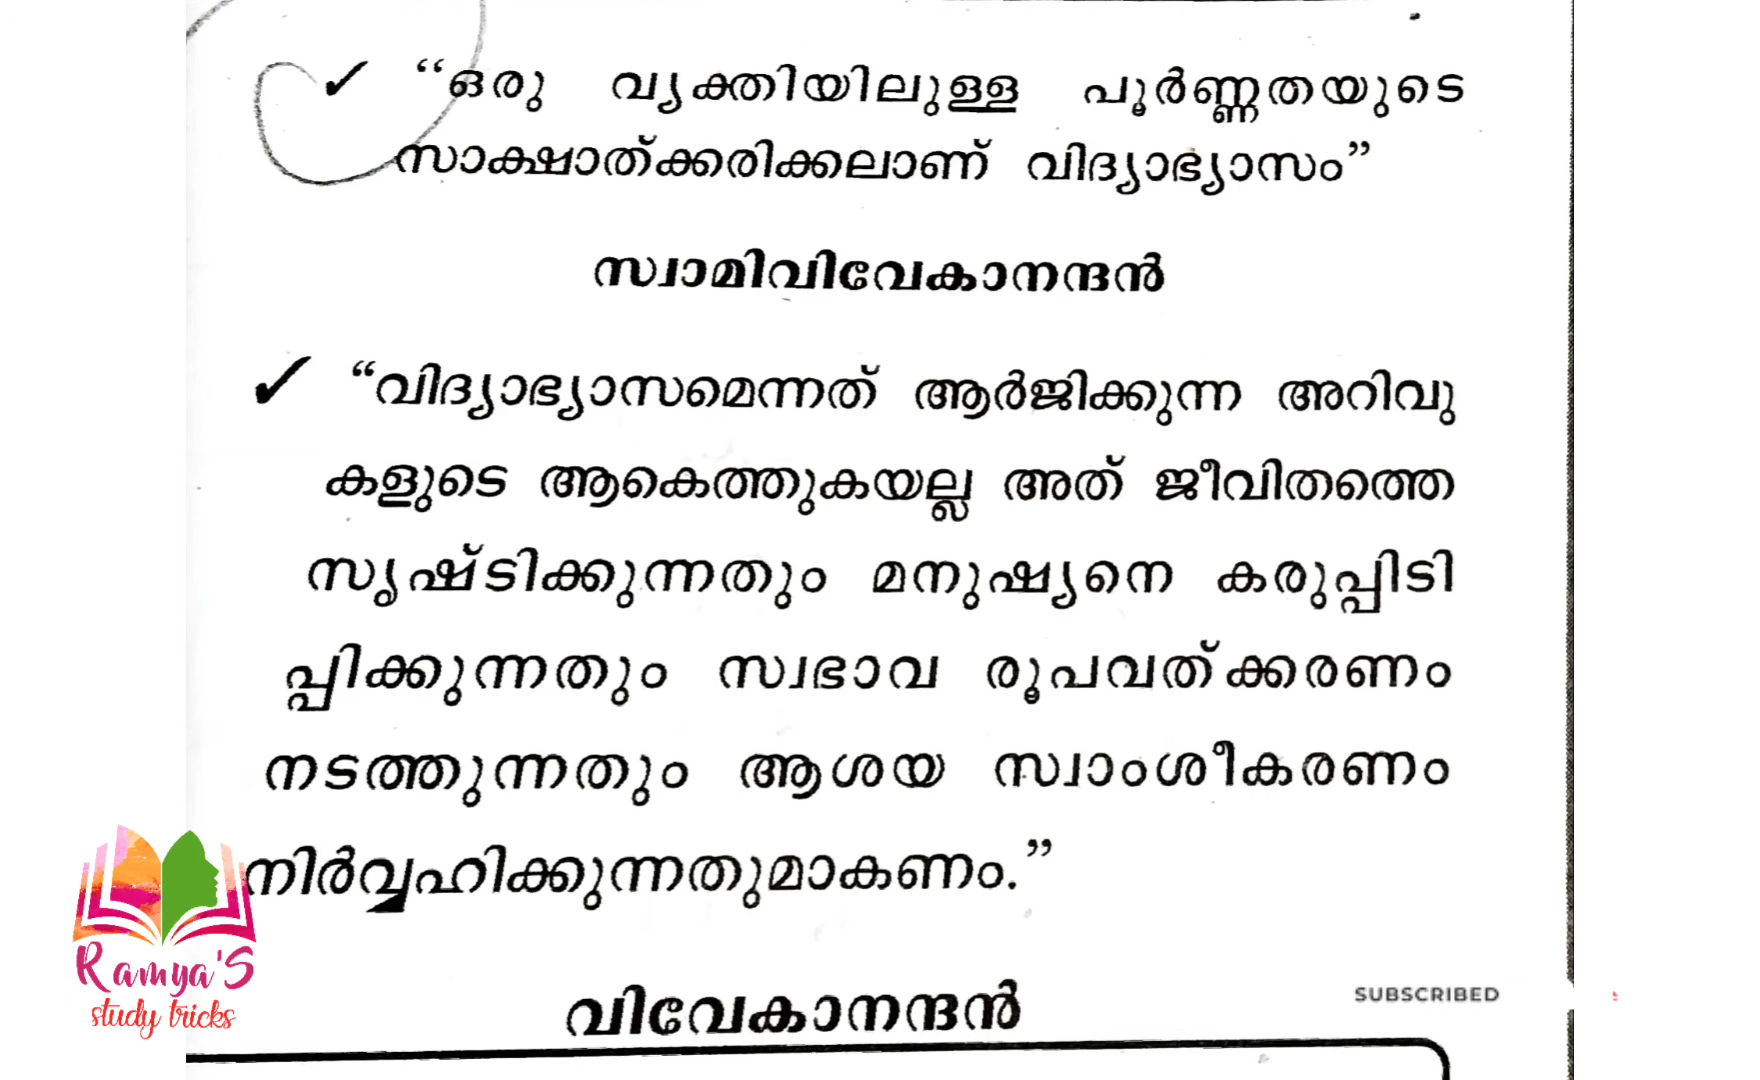 ✓ “ഒരു വ്യക്തിയിലുള്ള പൂർണ്ണതയുടെ
സാക്ഷാത്ക്കരിക്കലാണ് വിദ്യാഭ്യാസം”
സ്വാമിവിവേകാനന്ദൻ
✓ “വിദ്യാഭ്യാസമെന്നത് ആർജിക്കുന്ന അറിവു
കളുടെ ആകെത്തുകയല്ല അത് ജീവിതത്തെ
സൃഷ്ടിക്കുന്നതും മനുഷ്യനെ കരുപ്പിടി
പ്പിക്കുന്നതും സ്വഭാവ രൂപവത്ക്കരണം
നടത്തുന്നതും ആശയ സ്വാംശീകരണം
നിർവ്വഹിക്കുന്നതുമാകണം.”
വിവേകാനന്ദൻ
Ramya'S
study tricks
SUBSCRIBED